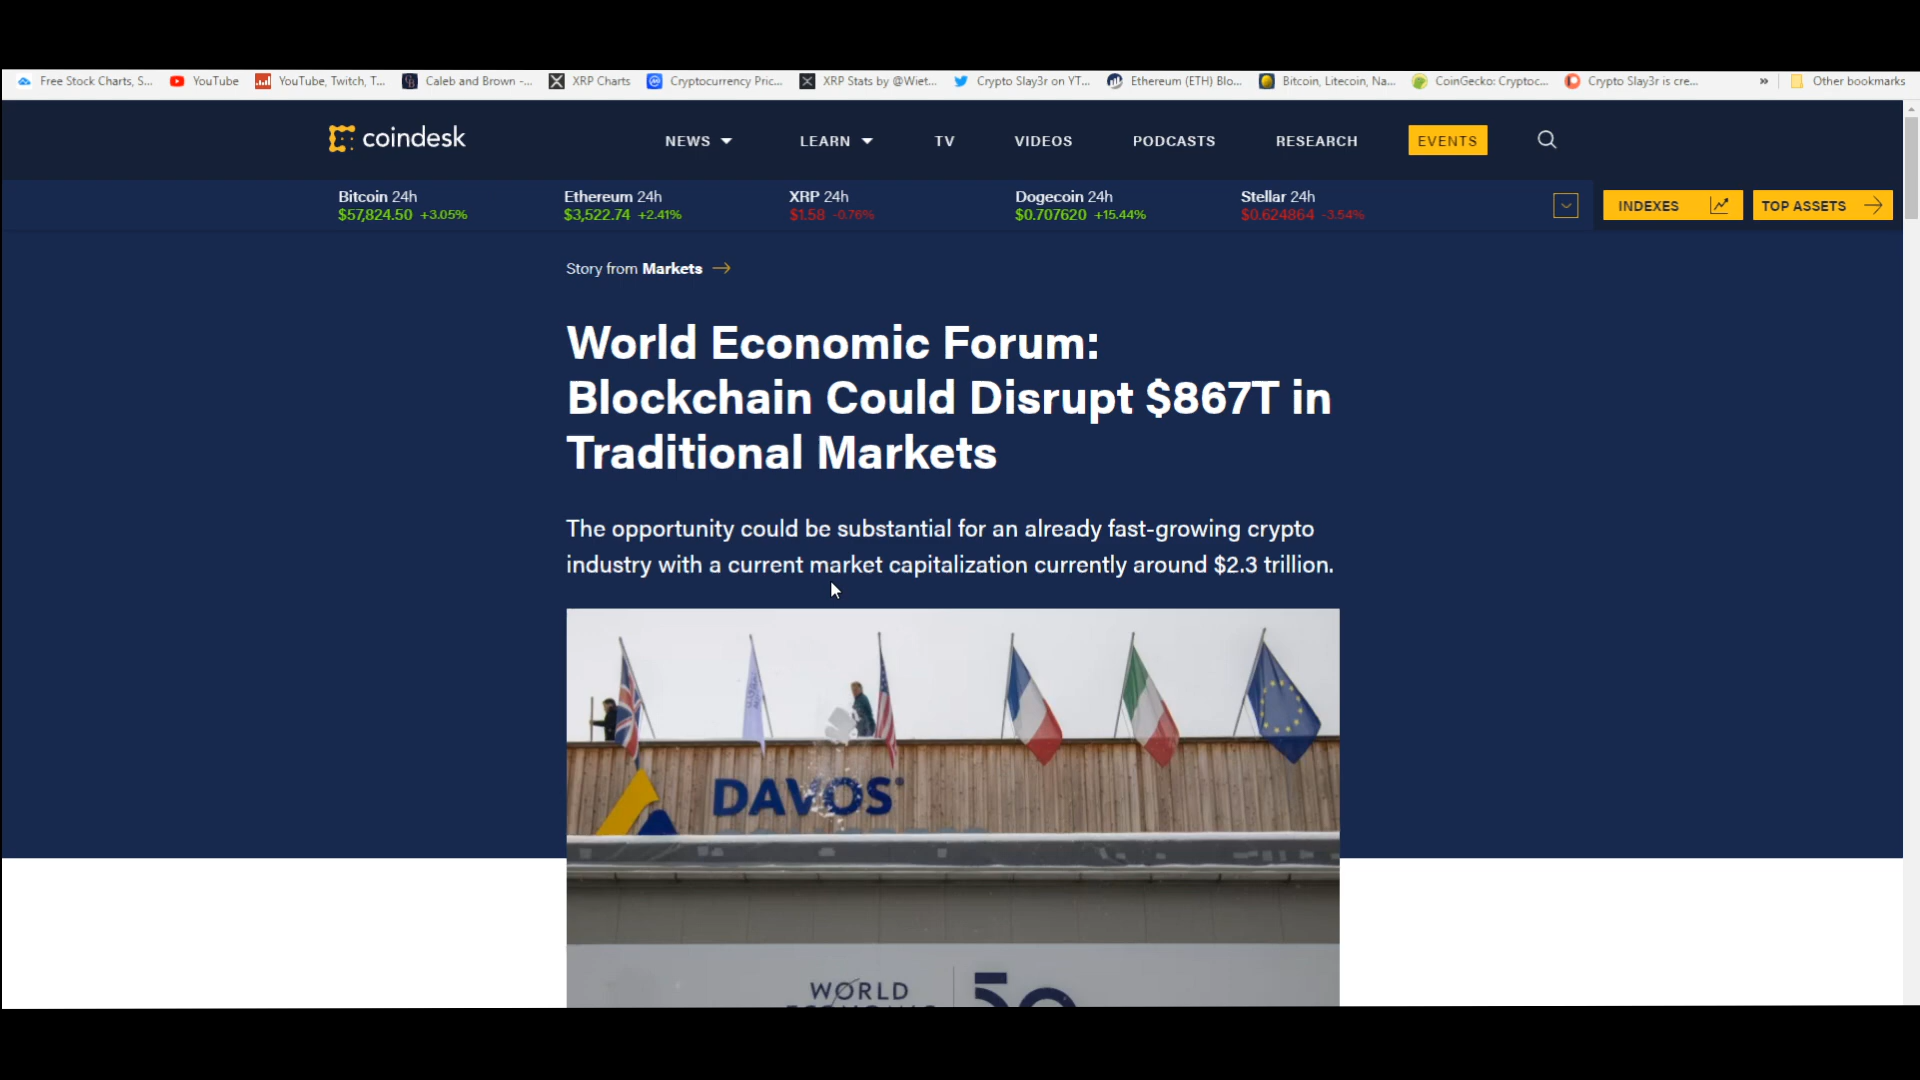 Free Stock Charts, S... YouTube YouTube, Twitch, T... Caleb and Brown -... XRP Charts Cryptocurrency Pric... XRP Stats by @Wiet... Crypto Slay3r on YT... Ethereum (ETH) Blo... Bitcoin, Litecoin, Na... CoinGecko: Cryptoc... Crypto Slay3r is cre... » Other bookmarks
coindesk NEWS LEARN TV VIDEOS PODCASTS RESEARCH EVENTS
Bitcoin 24h Ethereum 24h XRP 24h Dogecoin 24h Stellar 24h
$57,824.50 +3.05% $3,522.74 +2.41% $1.58 -0.76% $0.707620 +15.44% $0.624864 -3.54%
INDEXES TOP ASSETS
Story from Markets
World Economic Forum:
Blockchain Could Disrupt $867T in
Traditional Markets
The opportunity could be substantial for an already fast-growing crypto
industry with a current market capitalization currently around $2.3 trillion.
DAVOS
WORLD 50